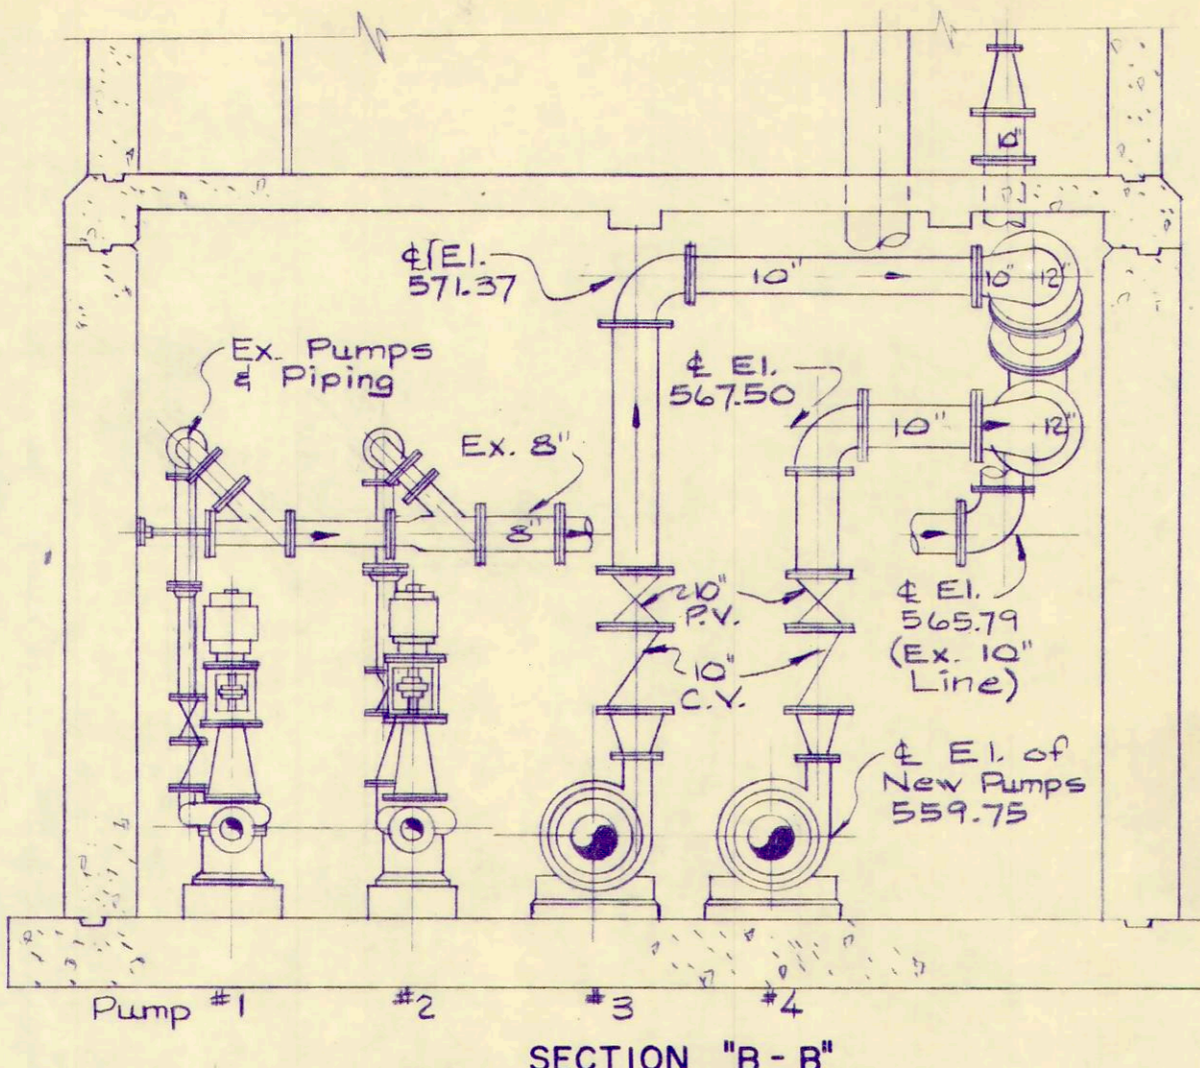 10"
℄ El.
571.37
10"
10"
12"
Ex. Pumps
& Piping
℄ El.
567.50
Ex. 8"
10"
12"
8"
10"
P.V.
℄ El.
565.79
(Ex. 10"
Line)
10"
C.V.
℄ El. of
New Pumps
559.75
Pump #1
#2
#3
#4
SECTION "B-B"